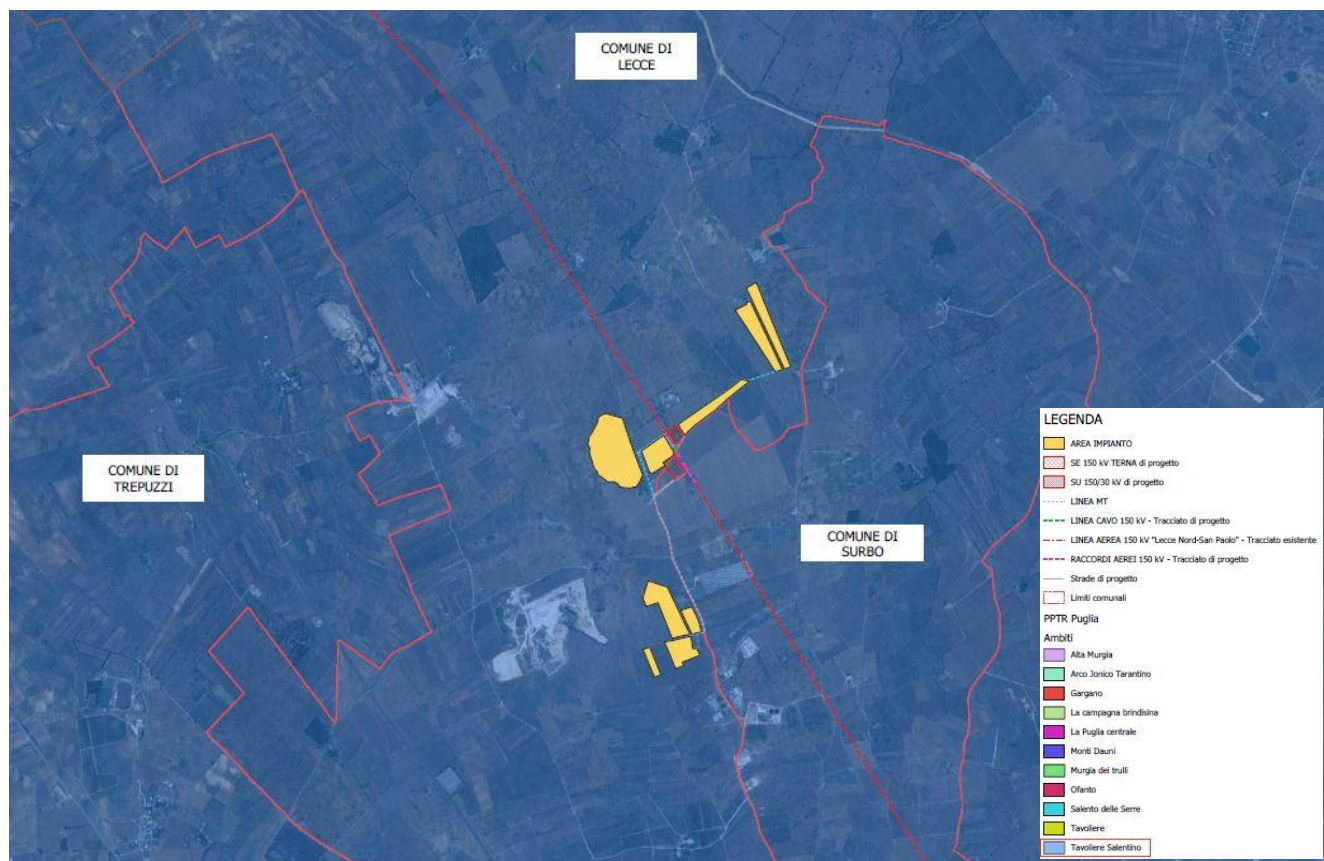 COMUNE DI
LECCE
COMUNE DI
TREPUZZI
COMUNE DI
SURBO
LEGENDA
AREA IMPIANTO
SE 150 kV TERNA di progetto
SU 150/30 kV di progetto
LINEA MT
LINEA CAVO 150 kV - Tracciato di progetto
LINEA AEREA 150 kV "Lecce Nord-San Paolo" - Tracciato esistente
RACCORDI AEREI 150 kV - Tracciato di progetto
Strade di progetto
Limiti comunali
PPTR Puglia
Ambiti
Alta Murgia
Arco Jonico Tarantino
Gargano
La campagna brindisina
La Puglia centrale
Monti Dauni
Murgia dei trulli
Ofanto
Salento delle Serre
Tavoliere
Tavoliere Salentino